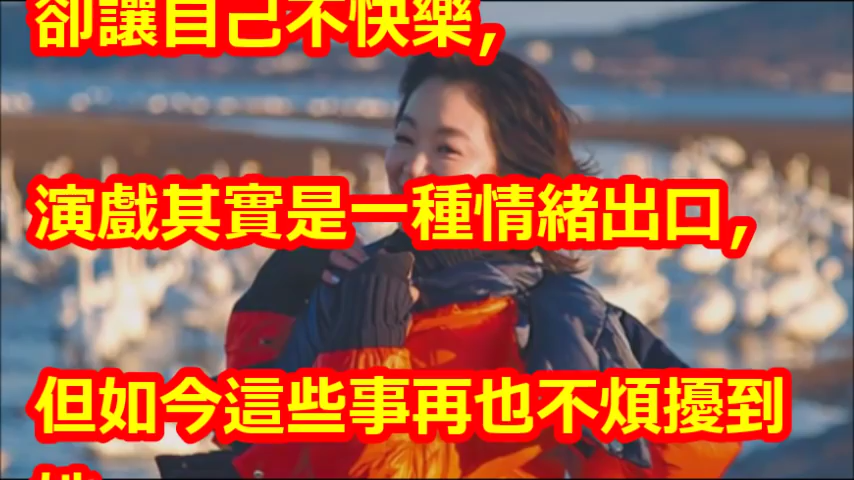 卻讓自己不快樂，
演戲其實是一種情緒出口，
但如今這些事再也不煩擾到